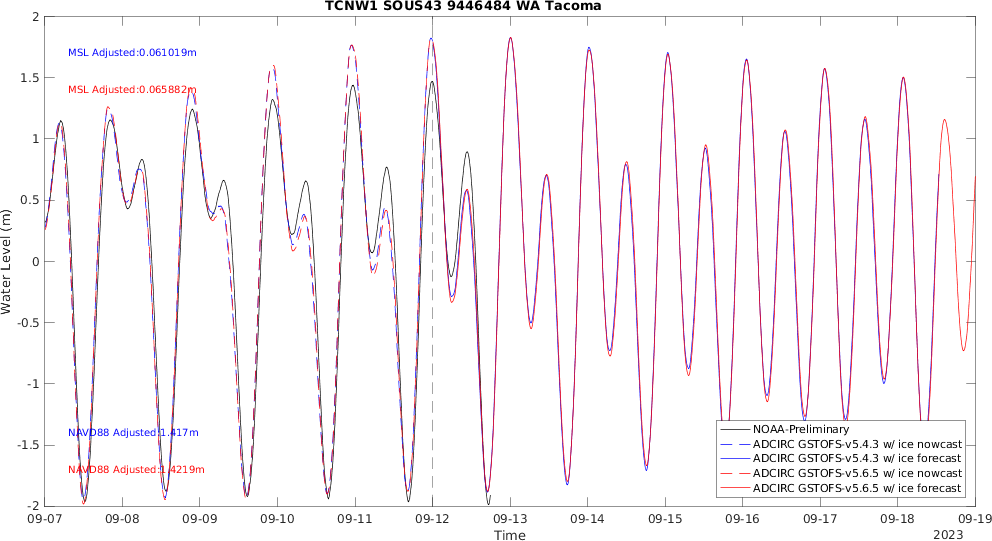 TCNW1 SOUS43 9446484 WA Tacoma
2
1.5
1
0.5
0
-0.5
-1
-1.5
-2
Water Level (m)
MSL Adjusted:0.061019m
MSL Adjusted:0.065882m
NAVD88 Adjusted:1.417m
NAVD88 Adjusted:1.4219m
NOAA-Preliminary
ADCIRC GSTOFS-v5.4.3 w/ ice nowcast
ADCIRC GSTOFS-v5.4.3 w/ ice forecast
ADCIRC GSTOFS-v5.6.5 w/ ice nowcast
ADCIRC GSTOFS-v5.6.5 w/ ice forecast
09-07 09-08 09-09 09-10 09-11 09-12 09-13 09-14 09-15 09-16 09-17 09-18 09-19
Time
2023